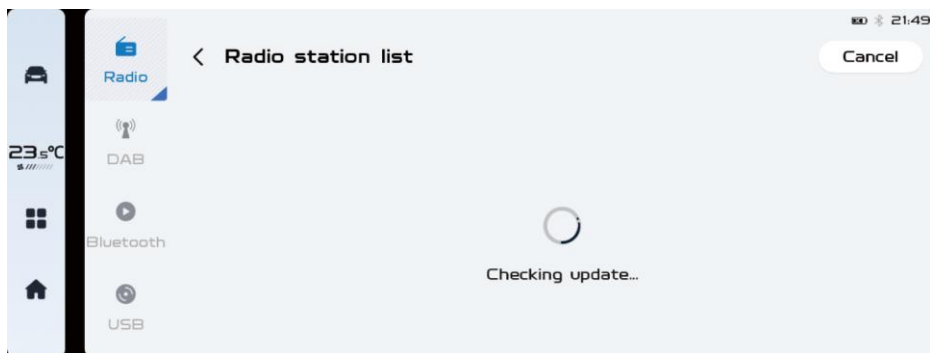 21:49
Radio
Radio station list
Cancel
23.5°C
DAB
Bluetooth
Checking update...
USB